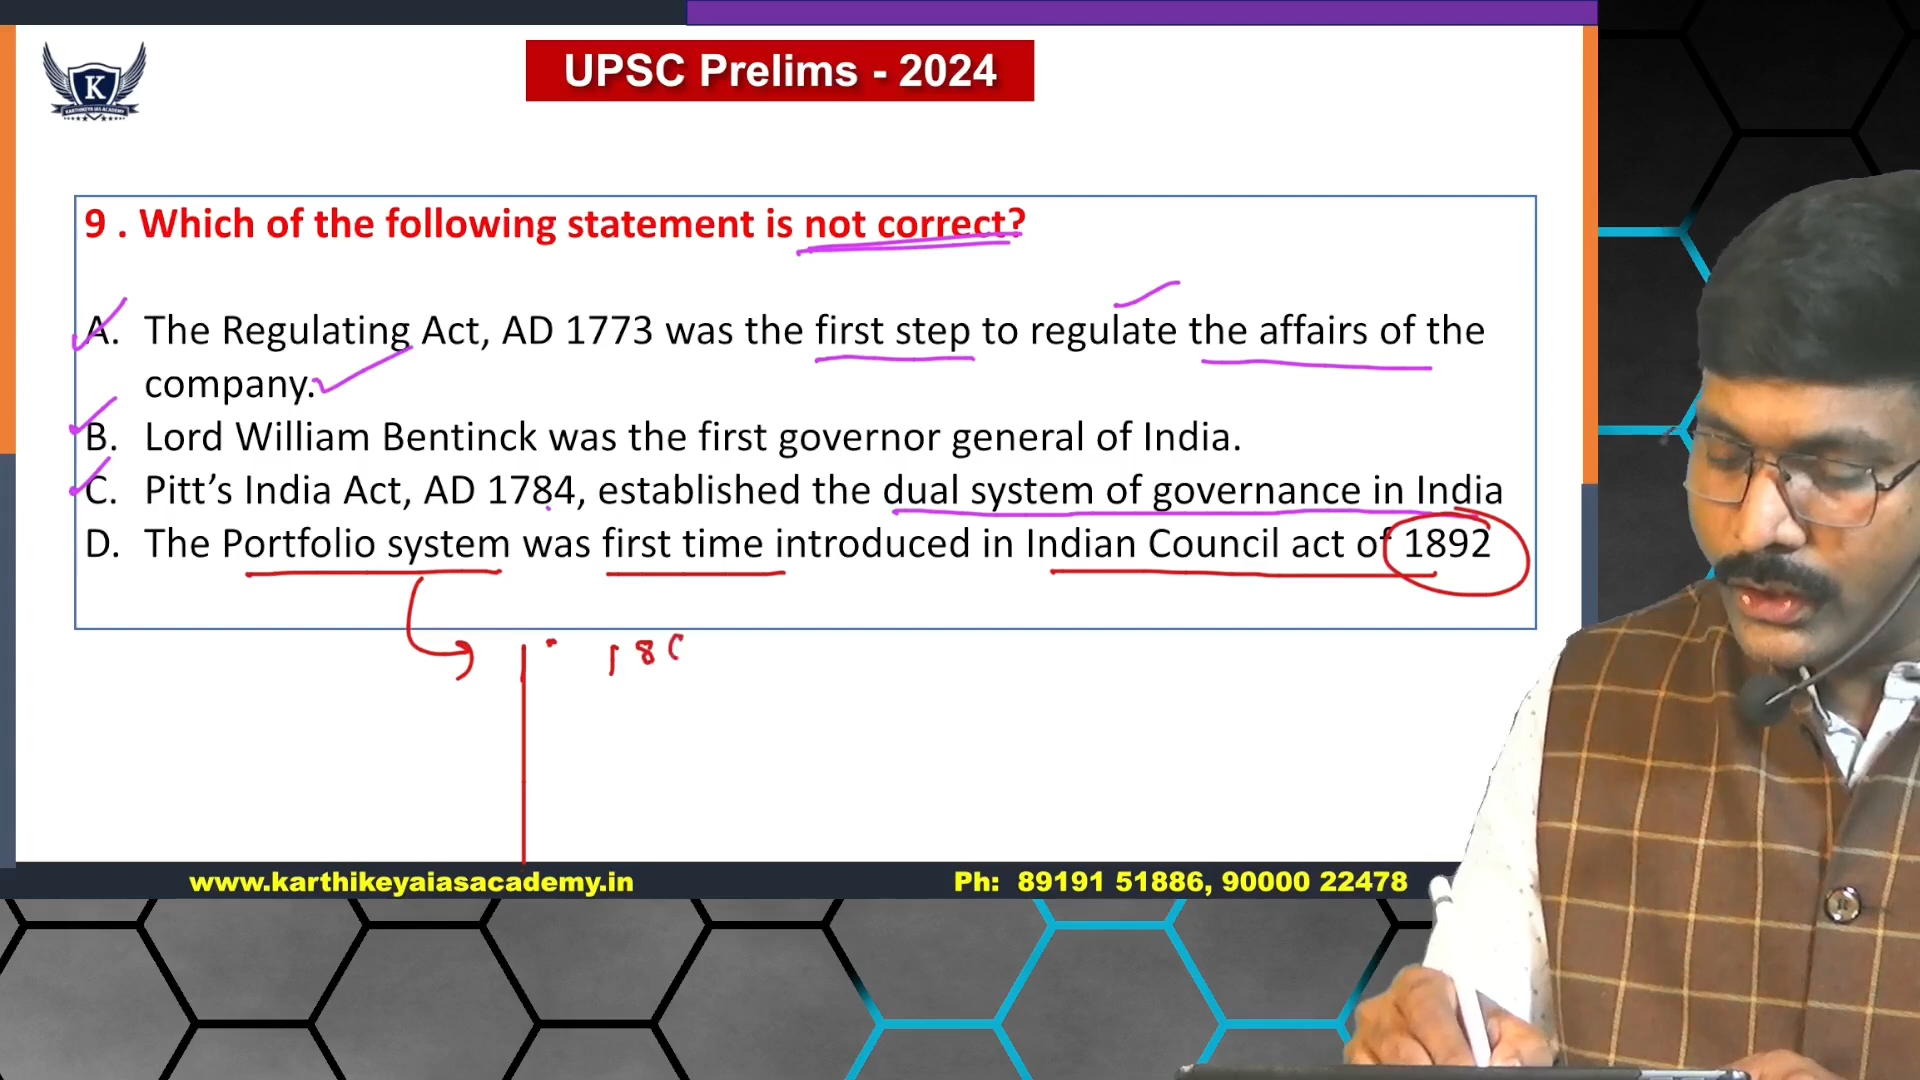 UPSC Prelims - 2024
K
KARTHIKEYA IAS ACADEMY
9 . Which of the following statement is not correct?
A. The Regulating Act, AD 1773 was the first step to regulate the affairs of the
company.
B. Lord William Bentinck was the first governor general of India.
C. Pitt’s India Act, AD 1784, established the dual system of governance in India
D. The Portfolio system was first time introduced in Indian Council act of 1892
www.karthikeyaiasacademy.in
Ph: 89191 51886, 90000 22478